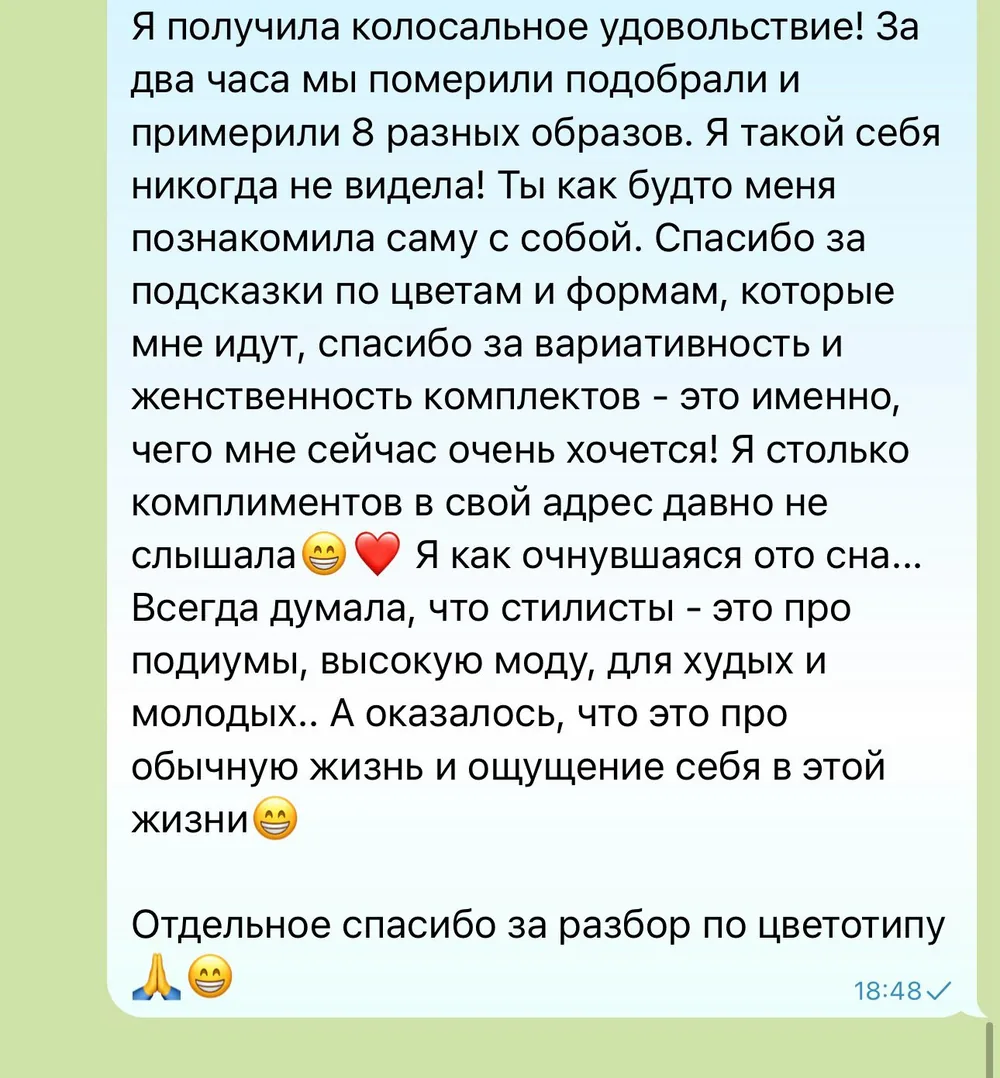 Я получила колосальное удовольствие! За
два часа мы померили подобрали и
примерили 8 разных образов. Я такой себя
никогда не видела! Ты как будто меня
познакомила саму с собой. Спасибо за
подсказки по цветам и формам, которые
мне идут, спасибо за вариативность и
женственность комплектов - это именно,
чего мне сейчас очень хочется! Я столько
комплиментов в свой адрес давно не
слышала😁❤️ Я как очнувшаяся ото сна...
Всегда думала, что стилисты - это про
подиумы, высокую моду, для худых и
молодых.. А оказалось, что это про
обычную жизнь и ощущение себя в этой
жизни😁
Отдельное спасибо за разбор по цветотипу
🙏😁
18:48